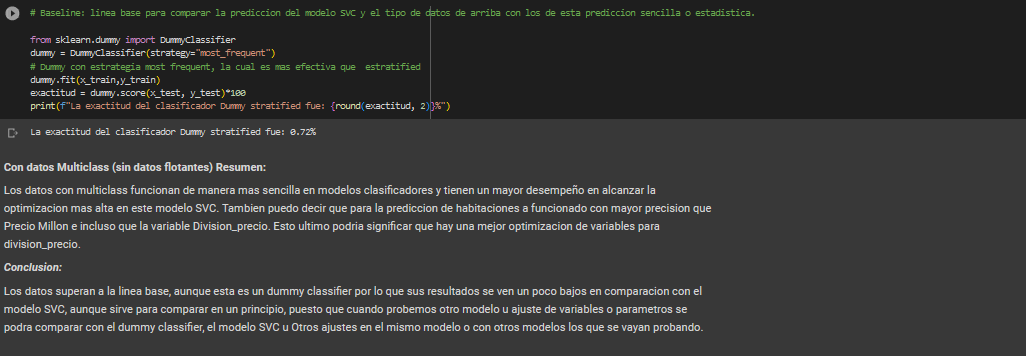 # Baseline: linea base para comparar la prediccion del modelo SVC y el tipo de datos de arriba con los de esta prediccion sencilla o estadistica.
from sklearn.dummy import DummyClassifier
dummy = DummyClassifier(strategy="most_frequent")
# Dummy con estrategia most frequent, la cual es mas efectiva que  estratified
dummy.fit(x_train,y_train)
exactitud = dummy.score(x_test, y_test)*100
print(f"La exactitud del clasificador Dummy stratified fue: {round(exactitud, 2)}%")
La exactitud del clasificador Dummy stratified fue: 0.72%
Con datos Multiclass (sin datos flotantes) Resumen:
Los datos con multiclass funcionan de manera mas sencilla en modelos clasificadores y tienen un mayor desempeño en alcanzar la
optimizacion mas alta en este modelo SVC. Tambien puedo decir que para la prediccion de habitaciones a funcionado con mayor precision que
Precio Millon e incluso que la variable Division_precio. Esto ultimo podria significar que hay una mejor optimizacion de variables para
division_precio.
Conclusion:
Los datos superan a la linea base, aunque esta es un dummy classifier por lo que sus resultados se ven un poco bajos en comparacion con el
modelo SVC, aunque sirve para comparar en un principio, puesto que cuando probemos otro modelo u ajuste de variables o parametros se
podra comparar con el dummy classifier, el modelo SVC u Otros ajustes en el mismo modelo o con otros modelos los que se vayan probando.